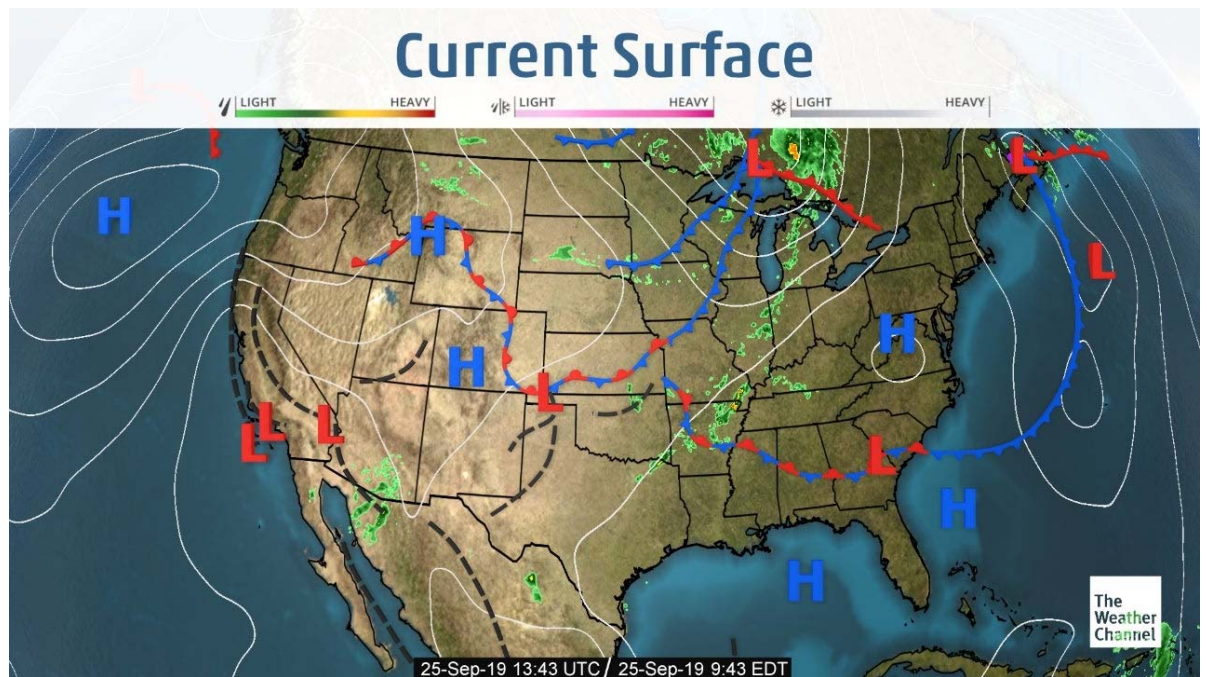 Current Surface
LIGHT HEAVY LIGHT HEAVY LIGHT HEAVY
L
L L
H
H
L
H
H
L
L
L L
L
H
H
The
Weather
Channel
25-Sep-19 13:43 UTC / 25-Sep-19 9:43 EDT